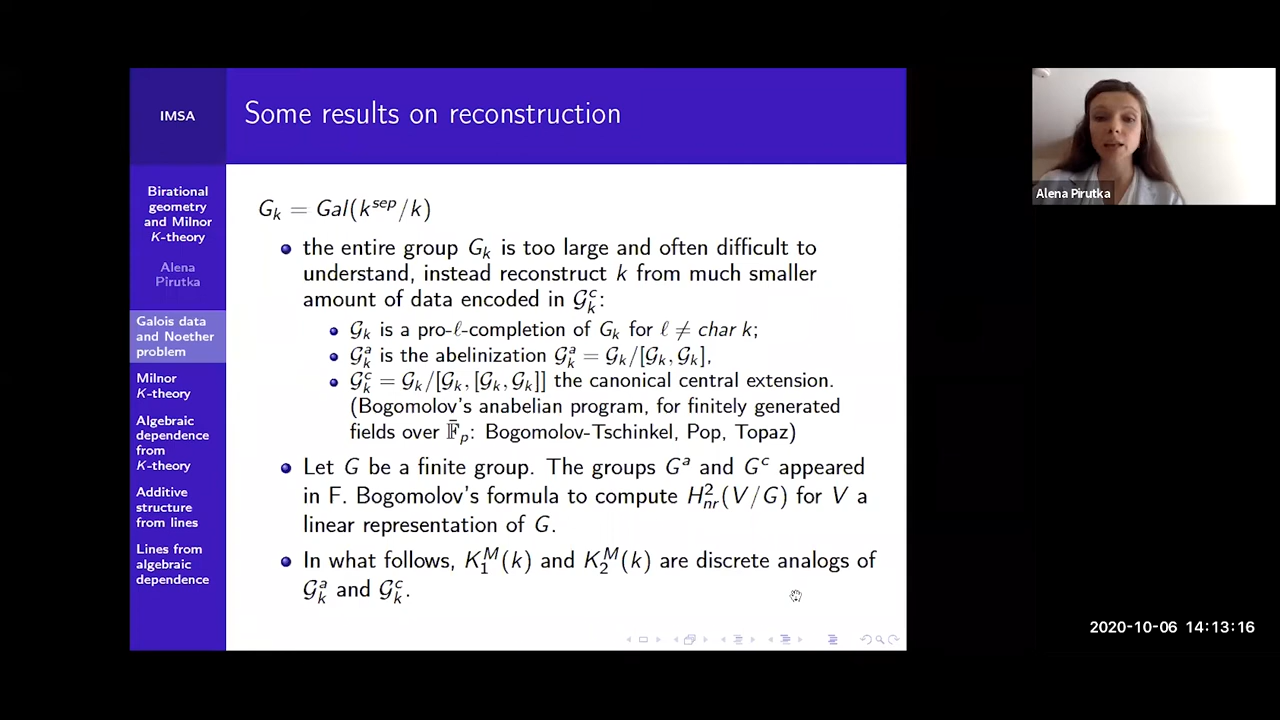 IMSA
Some results on reconstruction
Birational
geometry
and Milnor
K-theory
Alena
Pirutka
Galois data
and Noether
problem
Milnor
K-theory
Algebraic
dependence
from
K-theory
Additive
structure
from lines
Lines from
algebraic
dependence
G_k = Gal(k^{sep}/k)
• the entire group G_k is too large and often difficult to
understand, instead reconstruct k from much smaller
amount of data encoded in 𝒢_k^c:
• 𝒢_k is a pro-ℓ-completion of G_k for ℓ ≠ char k;
• 𝒢_k^a is the abelinization 𝒢_k^a = 𝒢_k/[𝒢_k, 𝒢_k],
• 𝒢_k^c = 𝒢_k/[𝒢_k, [𝒢_k, 𝒢_k]] the canonical central extension.
(Bogomolov's anabelian program, for finitely generated
fields over 𝔽̄_p: Bogomolov-Tschinkel, Pop, Topaz)
• Let G be a finite group. The groups G^a and G^c appeared
in F. Bogomolov's formula to compute H_{nr}^2(V/G) for V a
linear representation of G.
• In what follows, K_1^M(k) and K_2^M(k) are discrete analogs of
𝒢_k^a and 𝒢_k^c.
Alena Pirutka
2020-10-06 14:13:16